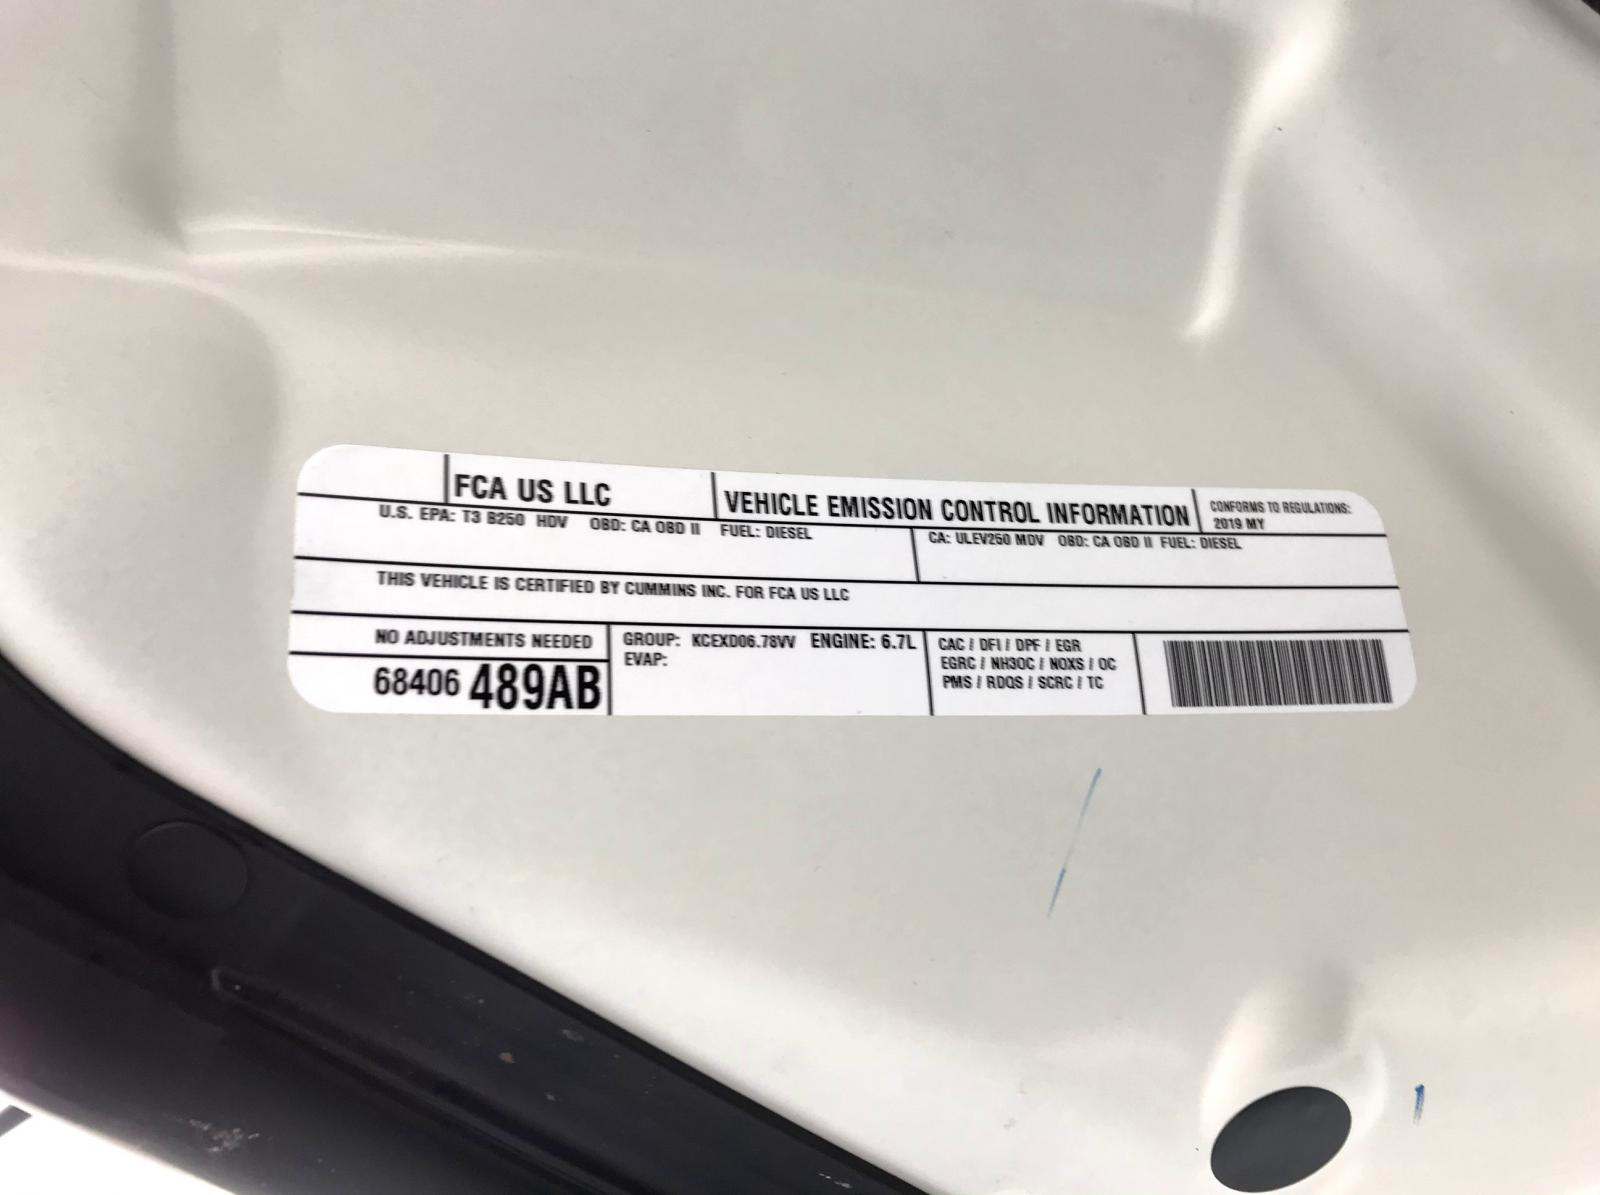 FCA US LLC
VEHICLE EMISSION CONTROL INFORMATION
CONFORMS TO REGULATIONS:
2019 MY
U.S. EPA: T3 B250 HDV OBD: CA OBD II FUEL: DIESEL
CA: ULEV250 MDV OBD: CA OBD II FUEL: DIESEL
THIS VEHICLE IS CERTIFIED BY CUMMINS INC. FOR FCA US LLC
NO ADJUSTMENTS NEEDED
68406 489AB
GROUP: KCEXD06.78VV ENGINE: 6.7L
EVAP:
CAC / DFI / DPF / EGR
EGRC / NH3OC / NOXS / OC
PMS / RDQS / SCRC / TC